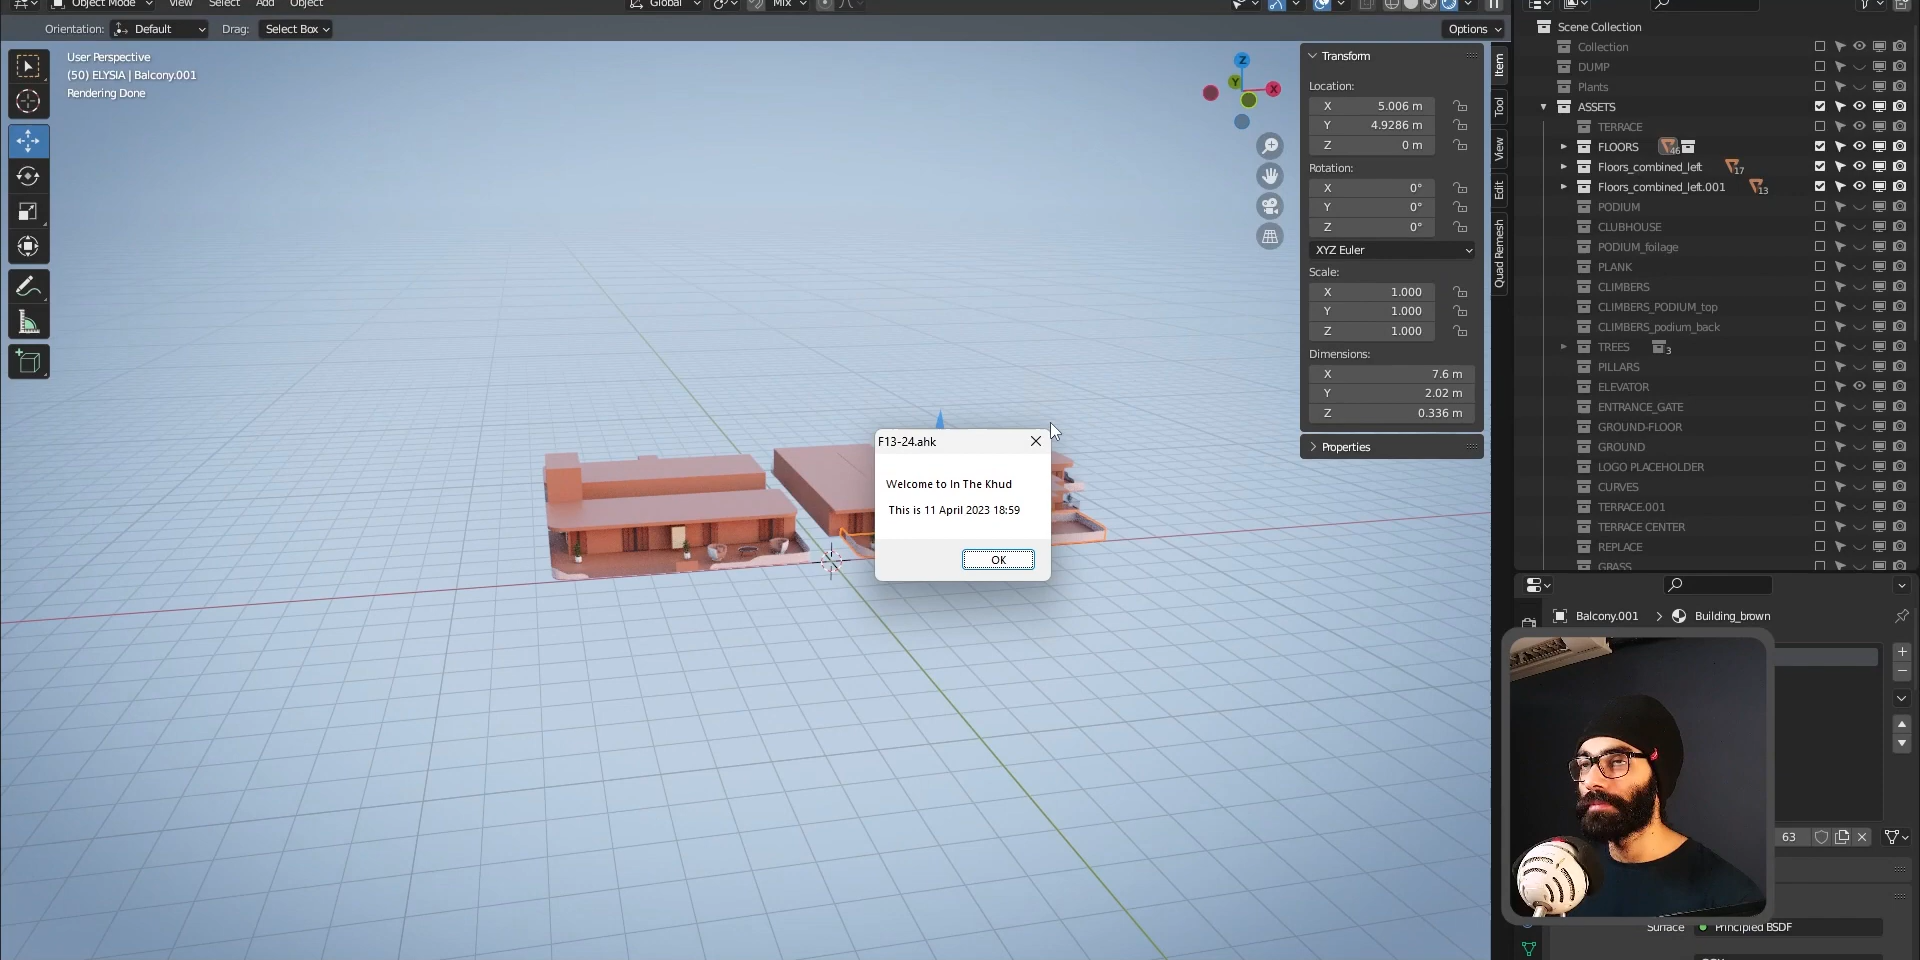 Object Mode View Select Add Object Global Mix
Orientation: Default Drag: Select Box Options
User Perspective
(50) ELYSIA | Balcony.001
Rendering Done
Z
Y
X
Transform
Location:
X 5.006 m
Y 4.9286 m
Z 0 m
Rotation:
X 0°
Y 0°
Z 0°
XYZ Euler
Scale:
X 1.000
Y 1.000
Z 1.000
Dimensions:
X 7.6 m
Y 2.02 m
Z 0.336 m
Properties
Item
Tool
View
Edit
Quad Remesh
F13-24.ahk
Welcome to In The Khud
This is 11 April 2023 18:59
OK
Scene Collection
Collection
DUMP
Plants
ASSETS
TERRACE
FLOORS 46
Floors_combined_left 17
Floors_combined_left.001 13
PODIUM
CLUBHOUSE
PODIUM_foilage
PLANK
CLIMBERS
CLIMBERS_PODIUM_top
CLIMBERS_podium_back
TREES 3
PILLARS
ELEVATOR
ENTRANCE_GATE
GROUND-FLOOR
GROUND
LOGO PLACEHOLDER
CURVES
TERRACE.001
TERRACE CENTER
REPLACE
GRASS
Balcony.001 > Building_brown
63
Surface Principled BSDF